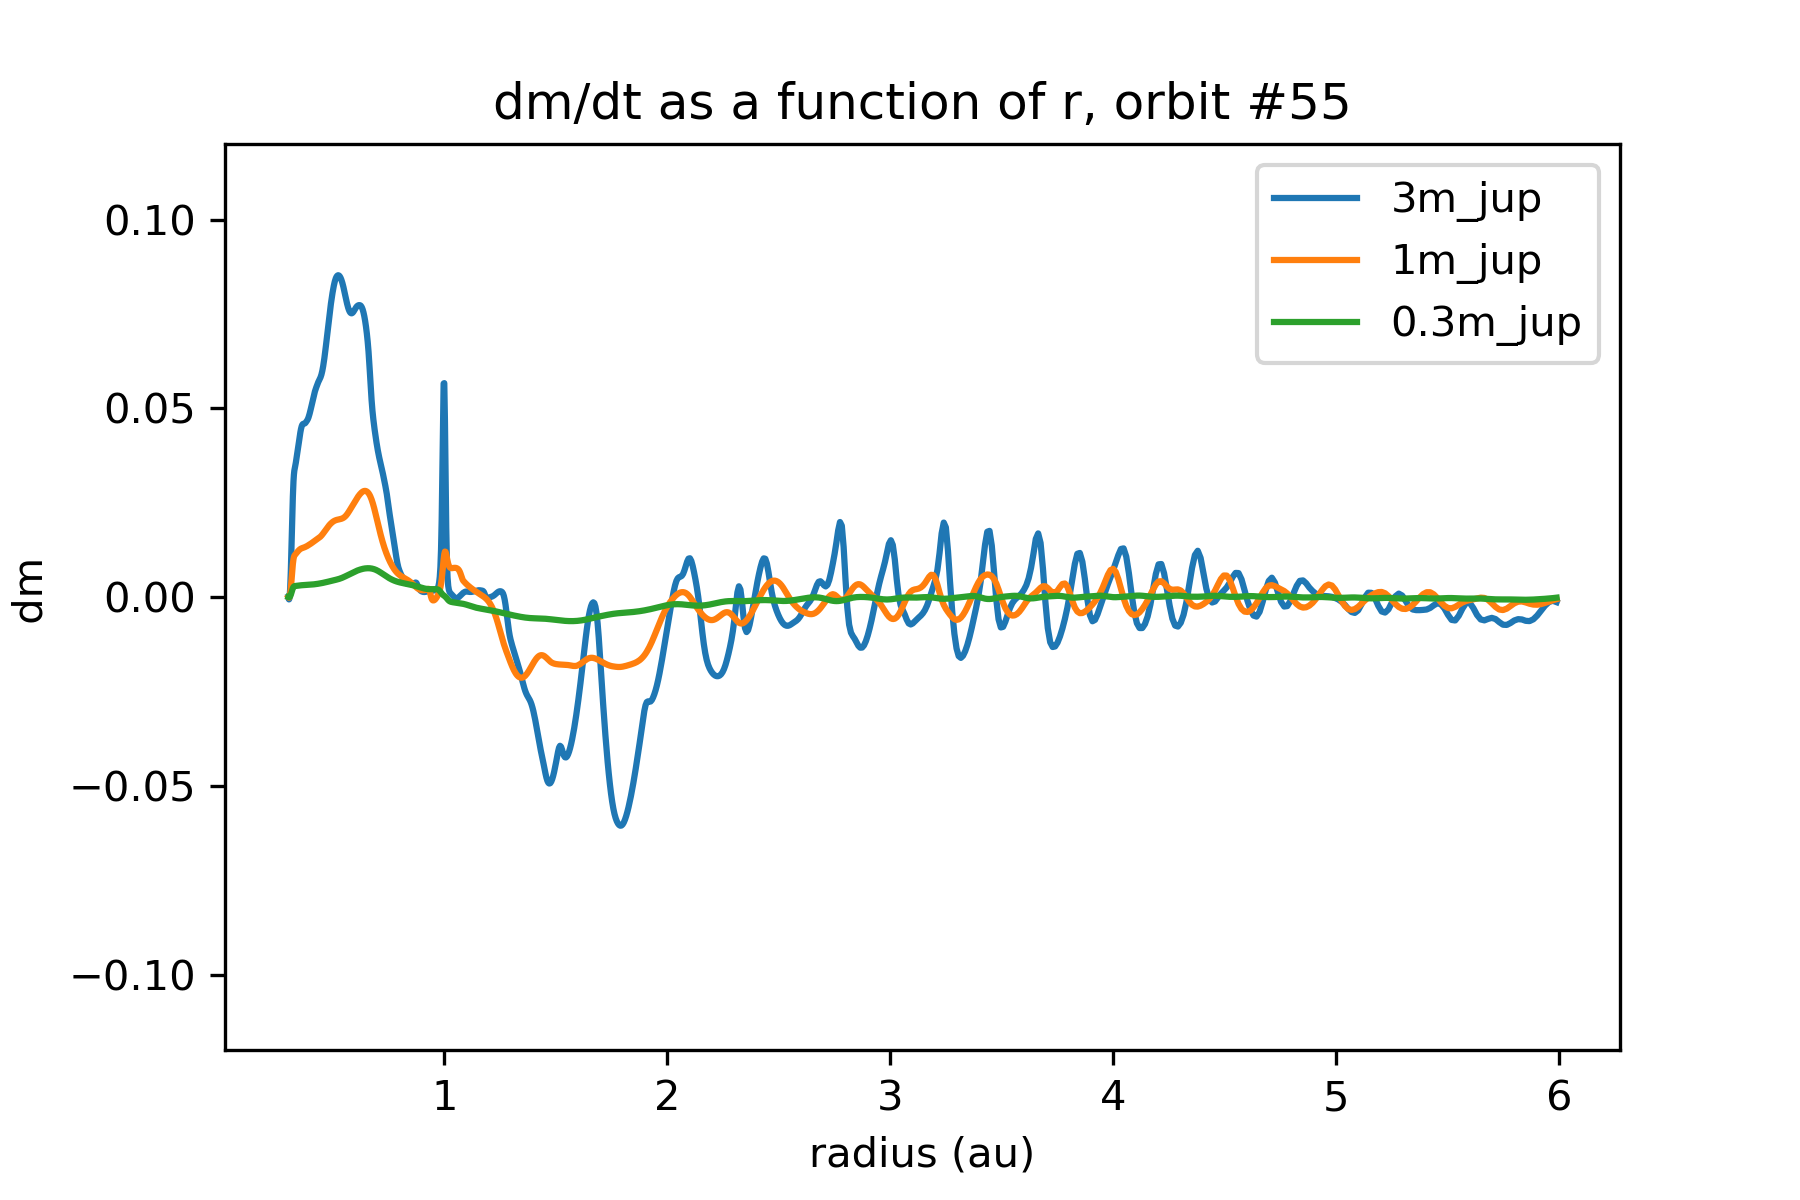 dm/dt as a function of r, orbit #55
3m_jup
1m_jup
0.3m_jup
dm
0.10
0.05
0.00
−0.05
−0.10
1 2 3 4 5 6
radius (au)